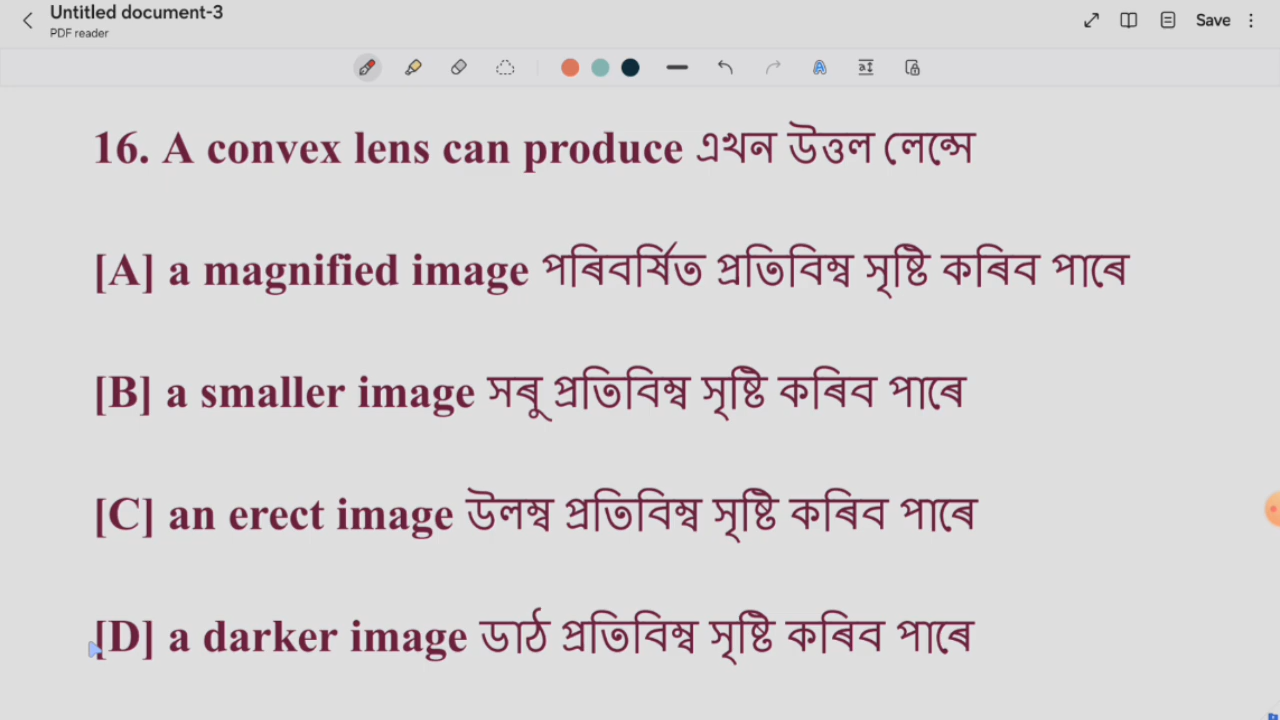 Untitled document-3
PDF reader
Save
16. A convex lens can produce এখন উত্তল লেন্সে
[A] a magnified image পৰিবৰ্ষিত প্ৰতিবিম্ব সৃষ্টি কৰিব পাৰে
[B] a smaller image সৰু প্ৰতিবিম্ব সৃষ্টি কৰিব পাৰে
[C] an erect image উলম্ব প্ৰতিবিম্ব সৃষ্টি কৰিব পাৰে
[D] a darker image ডাঠ প্ৰতিবিম্ব সৃষ্টি কৰিব পাৰে